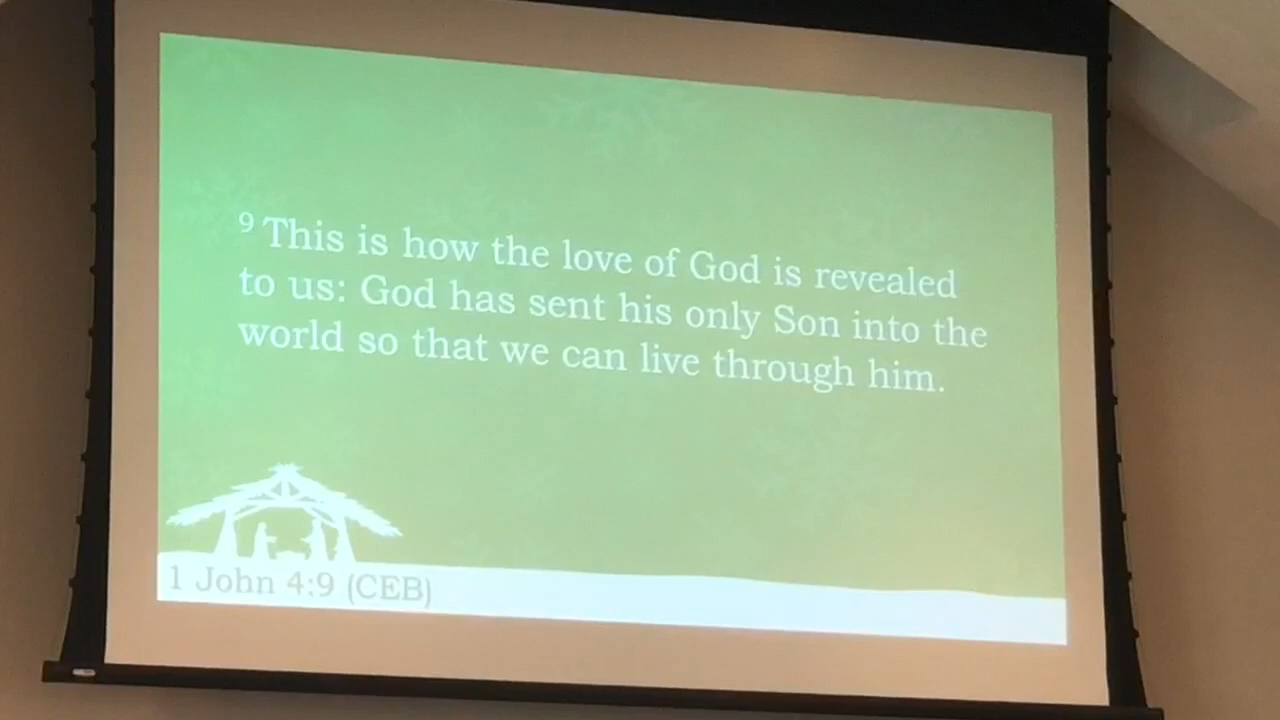 9 This is how the love of God is revealed
to us: God has sent his only Son into the
world so that we can live through him.
1 John 4:9 (CEB)